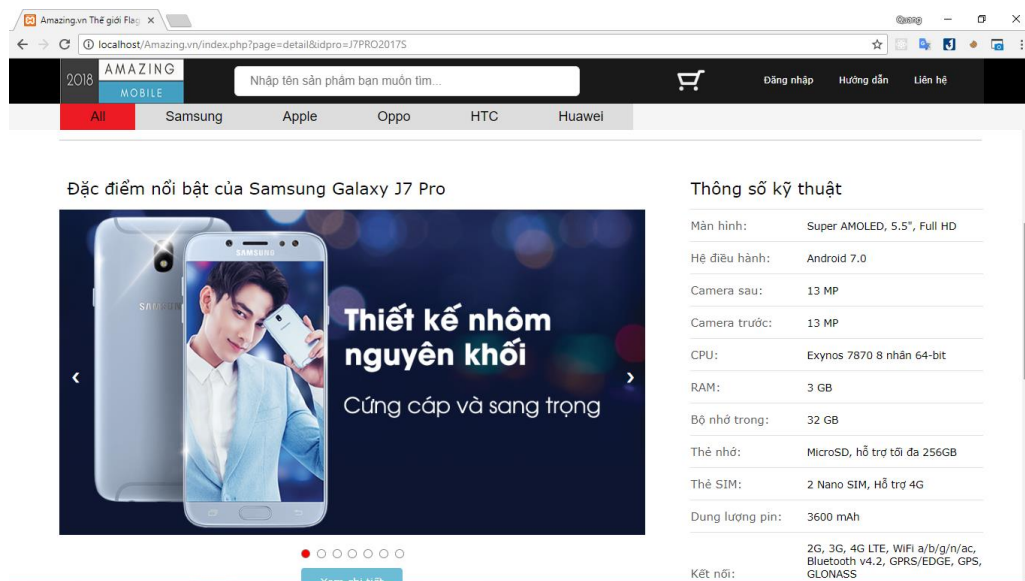 Amazing.vn Thế giới Flag
Quang
localhost/Amazing.vn/index.php?page=detail&idpro=J7PRO2017S
2018 AMAZING MOBILE
Nhập tên sản phẩm bạn muốn tìm...
Đăng nhập Hướng dẫn Liên hệ
All Samsung Apple Oppo HTC Huawei
Đặc điểm nổi bật của Samsung Galaxy J7 Pro
SAMSUNG
SAMSUNG
Thiết kế nhôm
nguyên khối
Cứng cáp và sang trọng
Xem chi tiết
Thông số kỹ thuật
Màn hình: Super AMOLED, 5.5", Full HD
Hệ điều hành: Android 7.0
Camera sau: 13 MP
Camera trước: 13 MP
CPU: Exynos 7870 8 nhân 64-bit
RAM: 3 GB
Bộ nhớ trong: 32 GB
Thẻ nhớ: MicroSD, hỗ trợ tối đa 256GB
Thẻ SIM: 2 Nano SIM, Hỗ trợ 4G
Dung lượng pin: 3600 mAh
Kết nối: 2G, 3G, 4G LTE, WiFi a/b/g/n/ac,
Bluetooth v4.2, GPRS/EDGE, GPS,
GLONASS